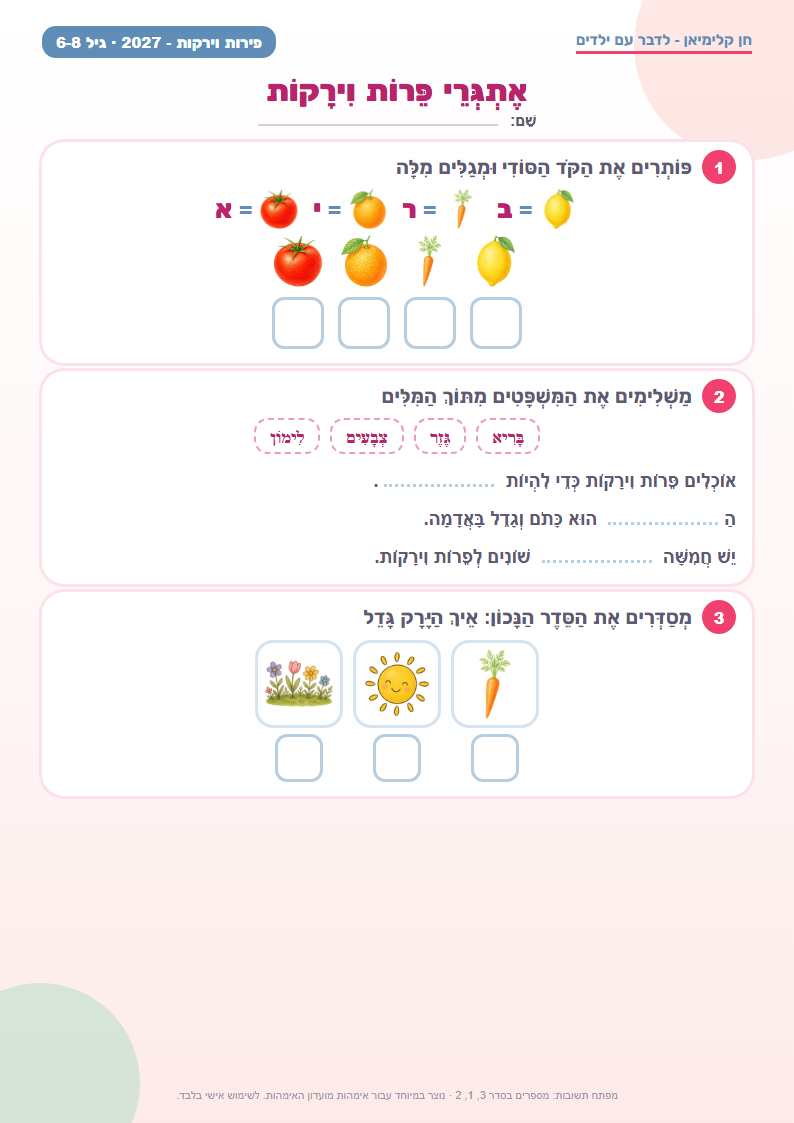 חן קלימיאן - לדבר עם ילדים
פירות וירקות - 2027 · גיל 6-8
אֶתְגְּרֵי פֵּרוֹת וִירָקוֹת
שֵׁם:
1 פּוֹתְרִים אֶת הַקֹּד הַסּוֹדִי וּמְגַלִּים מִלָּה
= ב = ר = י = א
2 מַשְׁלִימִים אֶת הַמִּשְׁפָּטִים מִתּוֹךְ הַמִּלִּים
בָּרִיא גֶּזֶר צְבָעִים לִימוֹן
אוֹכְלִים פֵּרוֹת וִירָקוֹת כְּדֵי לִהְיוֹת .
הַ הוּא כָּתֹם וְגָדֵל בָּאֲדָמָה.
יֵשׁ חֲמִשָּׁה שׁוֹנִים לְפֵרוֹת וִירָקוֹת.
3 מְסַדְּרִים אֶת הַסֵּדֶר הַנָּכוֹן: אֵיךְ הַיָּרָק גָּדֵל
מפתח תשובות: מספרים בסדר 3, 1, 2 · נוצר במיוחד עבור אימהות מועדון האימהות. לשימוש אישי בלבד.